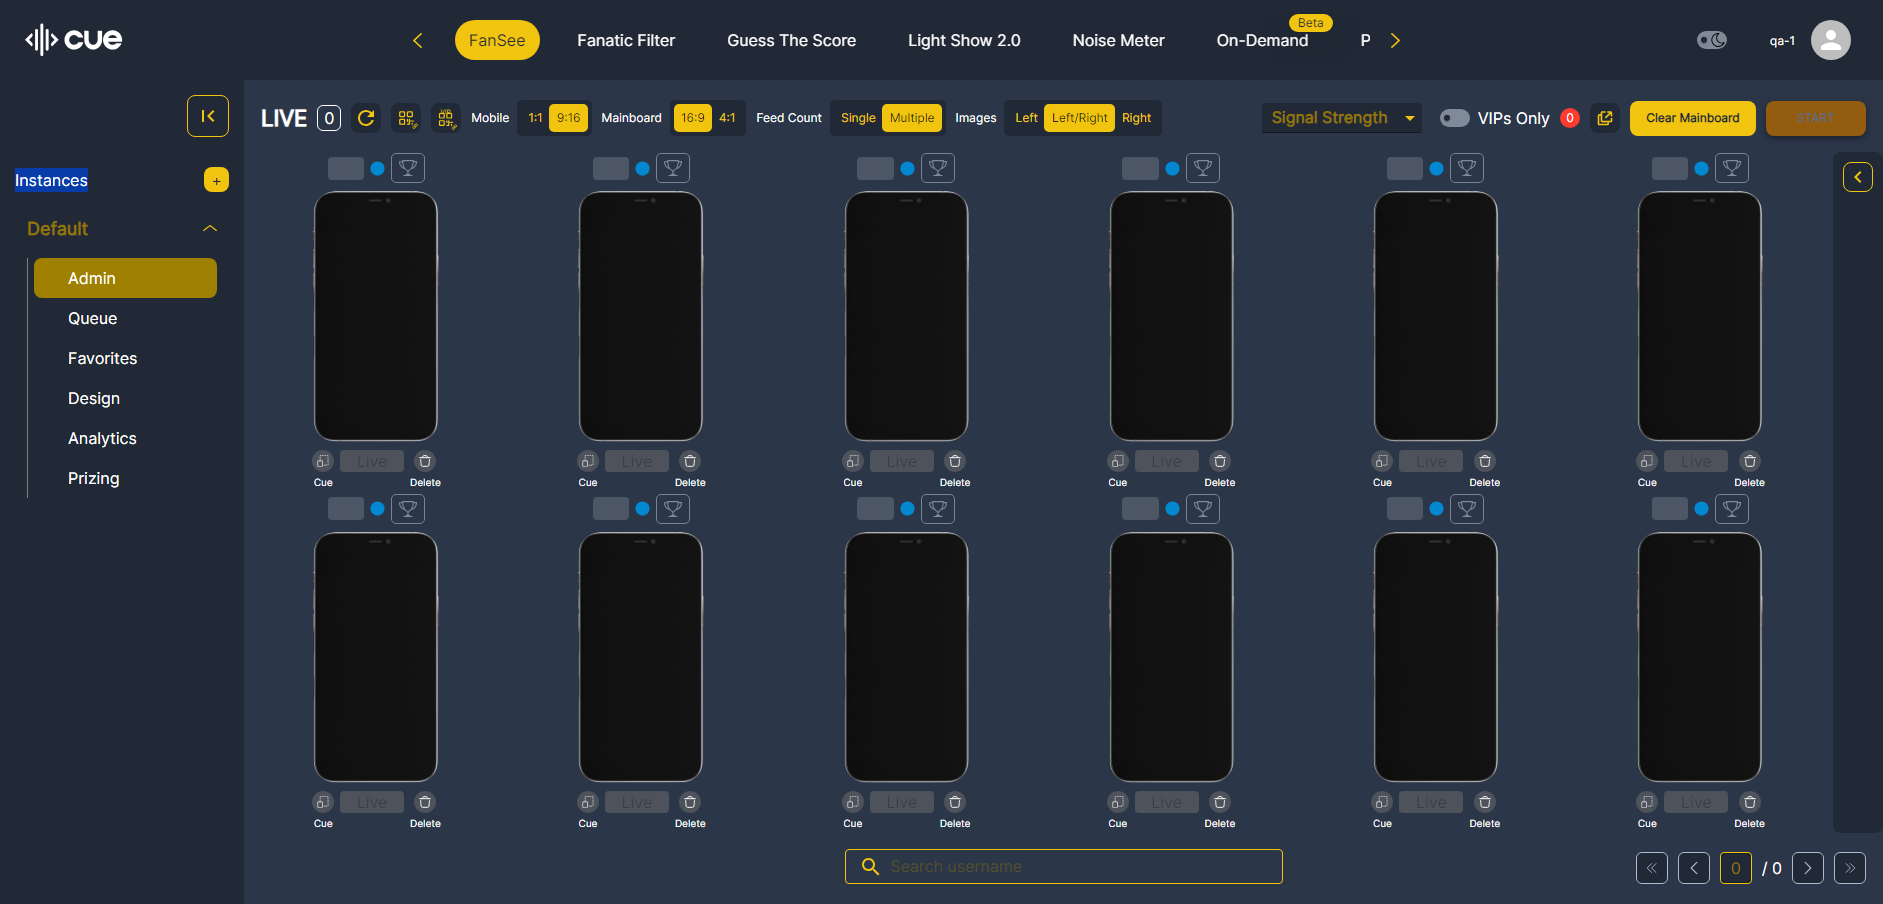 cue
FanSee Fanatic Filter Guess The Score Light Show 2.0 Noise Meter On-Demand Beta P
qa-1
Instances +
Default
Admin
Queue
Favorites
Design
Analytics
Prizing
LIVE 0 Mobile 1:1 9:16 Mainboard 16:9 4:1 Feed Count Single Multiple Images Left Left/Right Right Signal Strength VIPs Only 0 Clear Mainboard START
Live Live Live Live Live Live
Cue Delete Cue Delete Cue Delete Cue Delete Cue Delete Cue Delete
Live Live Live Live Live Live
Cue Delete Cue Delete Cue Delete Cue Delete Cue Delete Cue Delete
Search username
0 / 0